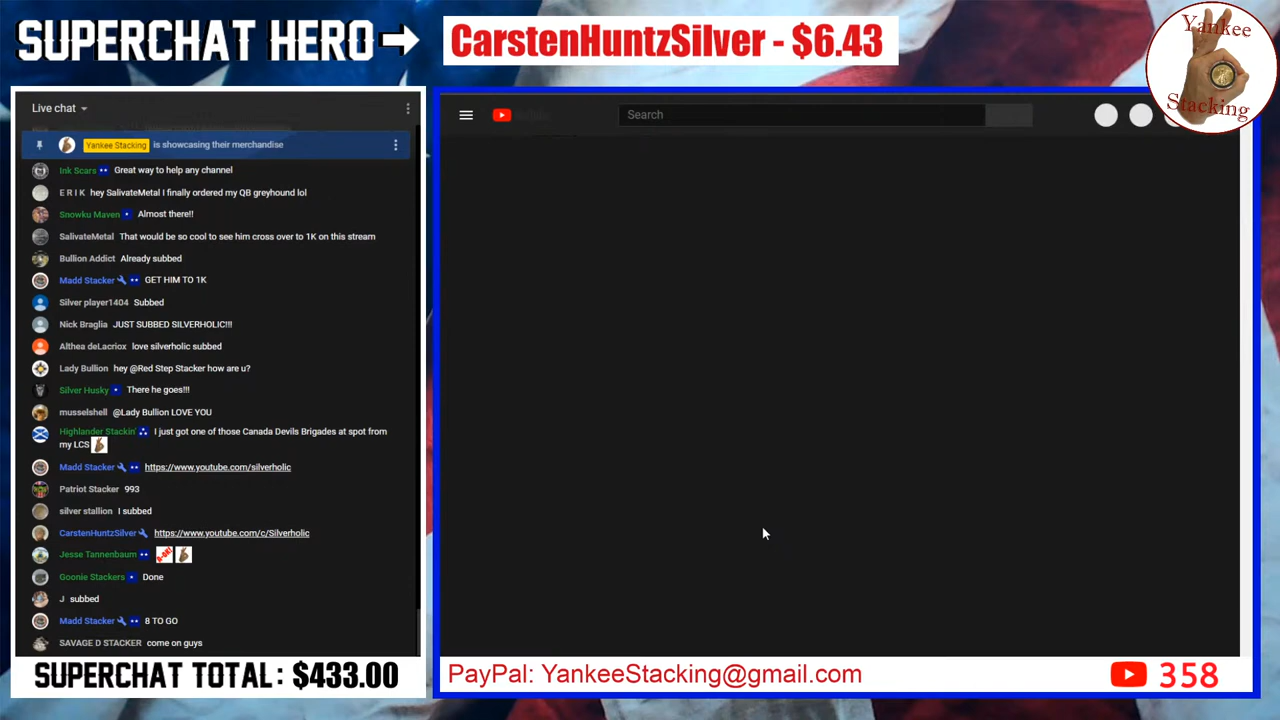 SUPERCHAT HERO
CarstenHuntzSilver - $6.43
Yankee
Stacking
Live chat
Yankee Stacking is showcasing their merchandise
Ink Scars Great way to help any channel
E R I K hey SalivateMetal I finally ordered my QB greyhound lol
Snowku Maven Almost there!!
SalivateMetal That would be so cool to see him cross over to 1K on this stream
Bullion Addict Already subbed
Madd Stacker GET HIM TO 1K
Silver player1404 Subbed
Nick Braglia JUST SUBBED SILVERHOLIC!!!
Althea deLacriox love silverholic subbed
Lady Bullion hey @Red Step Stacker how are u?
Silver Husky There he goes!!!
musselshell @Lady Bullion LOVE YOU
Highlander Stackin' I just got one of those Canada Devils Brigades at spot from
my LCS
Madd Stacker https://www.youtube.com/silverholic
Patriot Stacker 993
silver stallion I subbed
CarstenHuntzSilver https://www.youtube.com/c/Silverholic
Jesse Tannenbaum
Goonie Stackers Done
J subbed
Madd Stacker 8 TO GO
SAVAGE D STACKER come on guys
SUPERCHAT TOTAL: $433.00
Search
PayPal: YankeeStacking@gmail.com
358